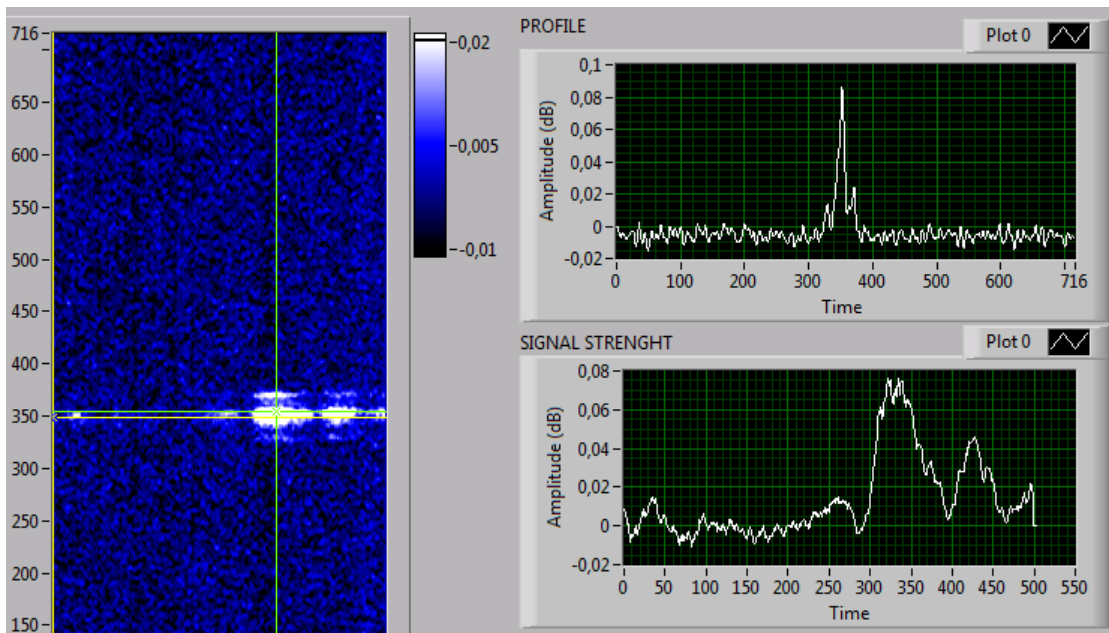 716
650
600
550
500
450
400
350
300
250
200
150
0,02
-0,005
-0,01
PROFILE
Plot 0
0,1
0,08
0,06
0,04
0,02
0
-0,02
Amplitude (dB)
0 100 200 300 400 500 600 716
Time
SIGNAL STRENGHT
Plot 0
0,08
0,06
0,04
0,02
0
-0,02
Amplitude (dB)
0 50 100 150 200 250 300 350 400 450 500 550
Time